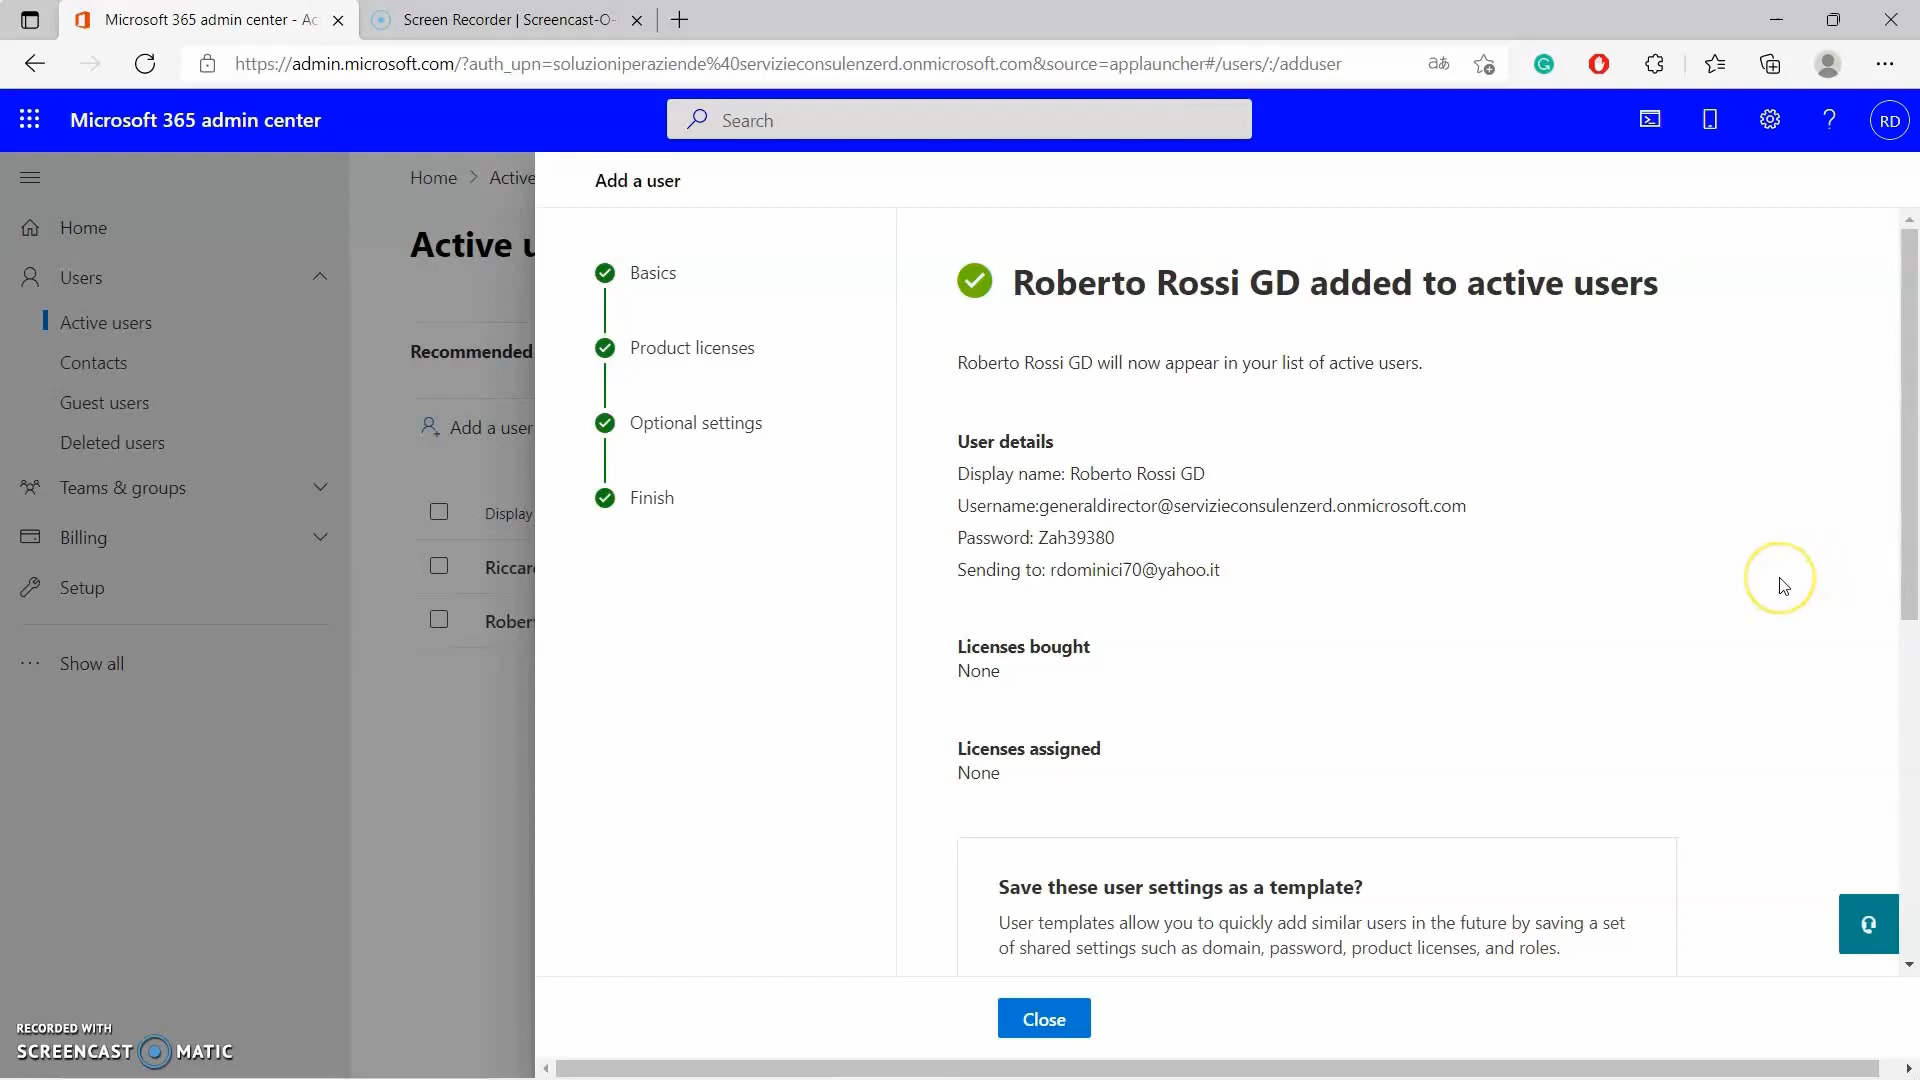 Microsoft 365 admin center - Ac
Screen Recorder | Screencast-O-
https://admin.microsoft.com/?auth_upn=soluzioniperaziende%40servizieconsulenzerd.onmicrosoft.com&source=applauncher#/users/:/adduser
aあ
Microsoft 365 admin center
Search
RD
Home
Users
Active users
Contacts
Guest users
Deleted users
Teams & groups
Billing
Setup
Show all
Home > Active
Active u
Recommended
Add a user
Display
Riccar
Rober
Add a user
Basics
Product licenses
Optional settings
Finish
Roberto Rossi GD added to active users
Roberto Rossi GD will now appear in your list of active users.
User details
Display name: Roberto Rossi GD
Username:generaldirector@servizieconsulenzerd.onmicrosoft.com
Password: Zah39380
Sending to: rdominici70@yahoo.it
Licenses bought
None
Licenses assigned
None
Save these user settings as a template?
User templates allow you to quickly add similar users in the future by saving a set
of shared settings such as domain, password, product licenses, and roles.
Close
RECORDED WITH
SCREENCAST MATIC